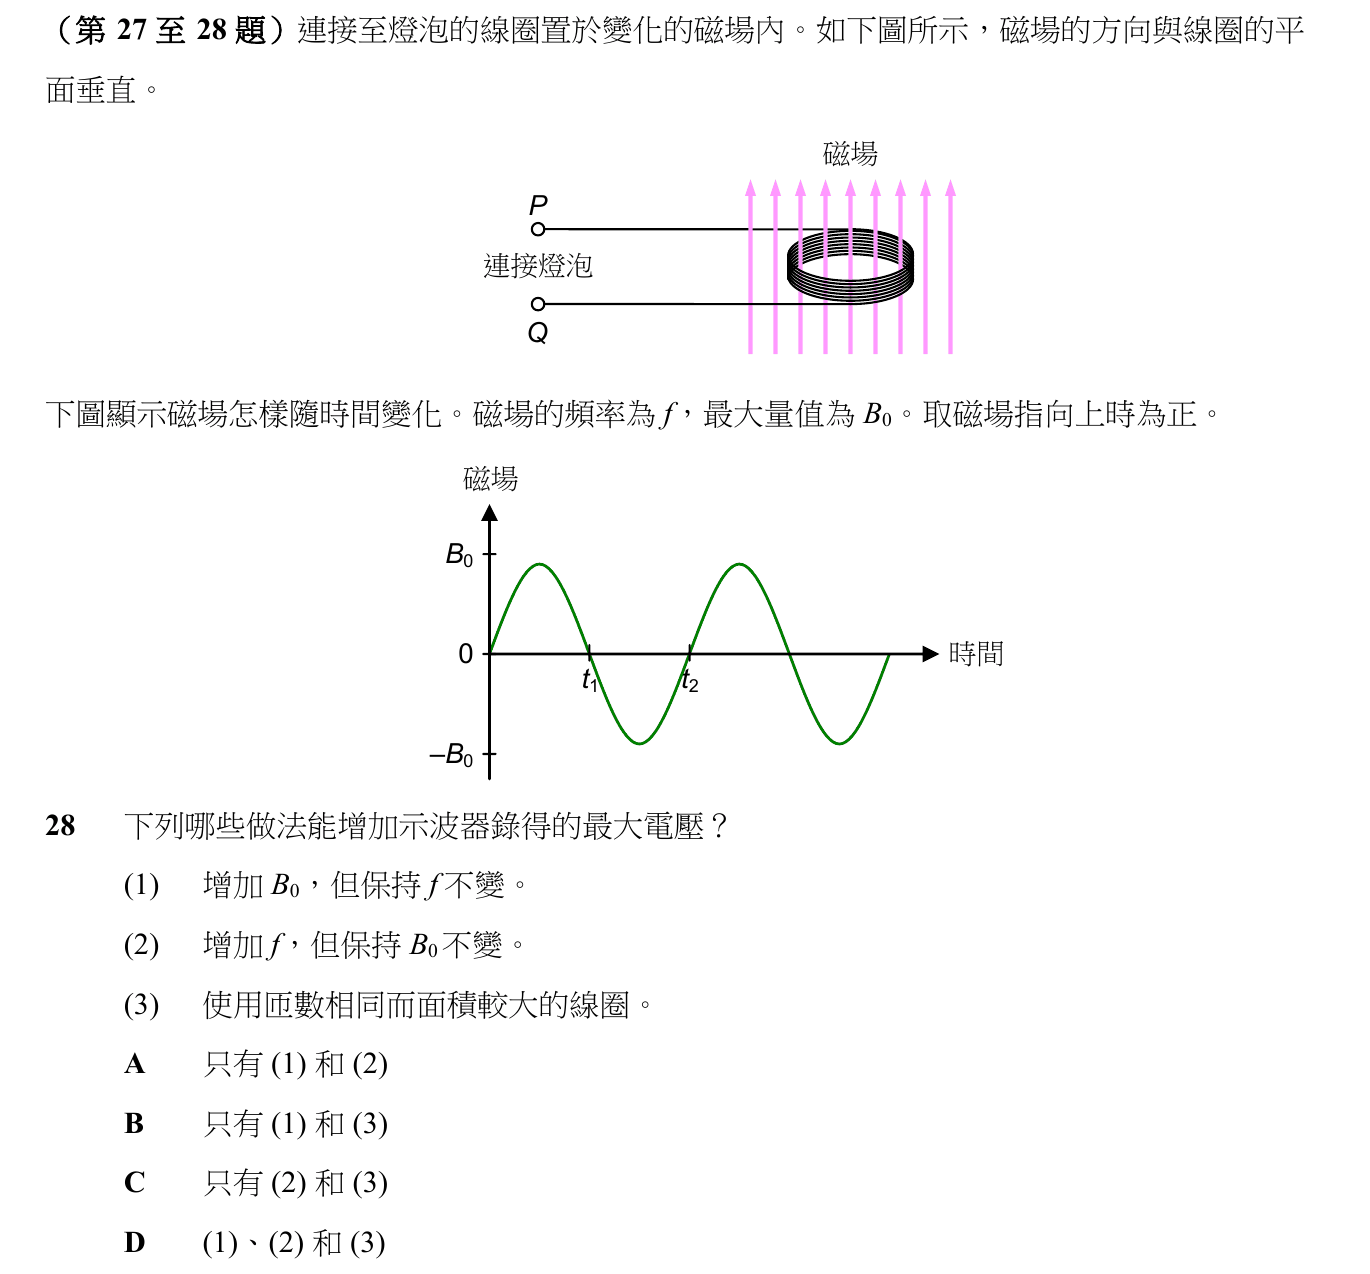 （第 27 至 28 題）連接至燈泡的線圈置於變化的磁場內。如下圖所示，磁場的方向與線圈的平
面垂直。
磁場
P
連接燈泡
Q
下圖顯示磁場怎樣隨時間變化。磁場的頻率為 f，最大量值為 B₀。取磁場指向上時為正。
磁場
B₀
0
t₁
t₂
時間
–B₀
28 下列哪些做法能增加示波器錄得的最大電壓？
(1) 增加 B₀，但保持 f 不變。
(2) 增加 f，但保持 B₀ 不變。
(3) 使用匝數相同而面積較大的線圈。
A 只有 (1) 和 (2)
B 只有 (1) 和 (3)
C 只有 (2) 和 (3)
D (1)、(2) 和 (3)